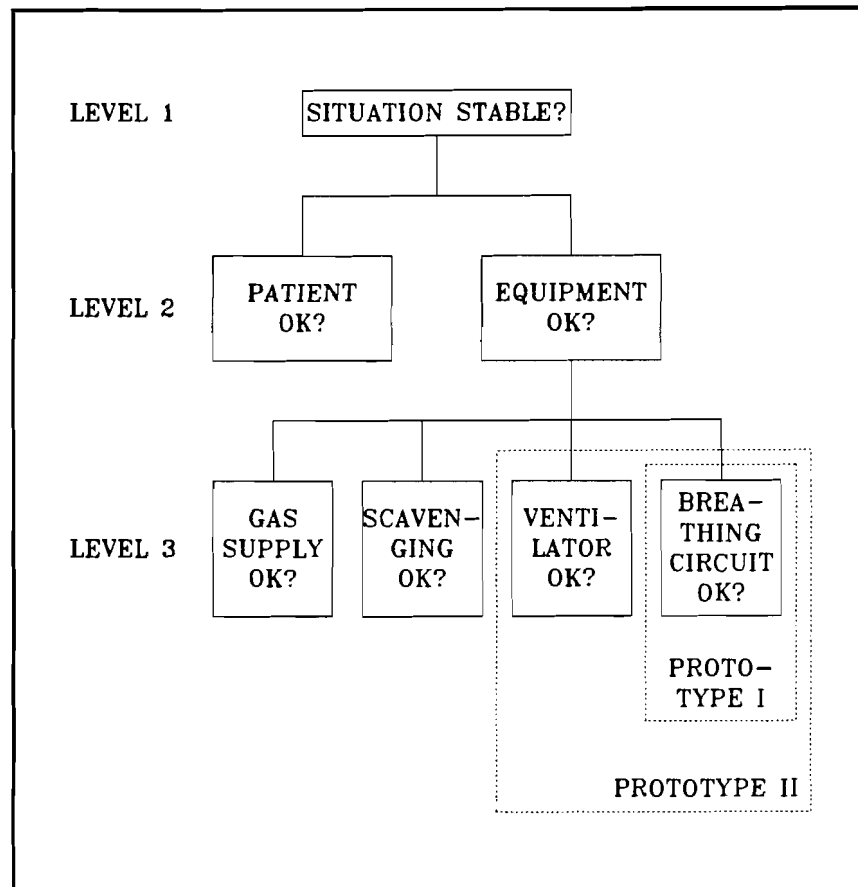 LEVEL 1
SITUATION STABLE?
LEVEL 2
PATIENT
OK?
EQUIPMENT
OK?
LEVEL 3
GAS
SUPPLY
OK?
SCAVEN-
GING
OK?
VENTI-
LATOR
OK?
BREA-
THING
CIRCUIT
OK?
PROTO-
TYPE I
PROTOTYPE II